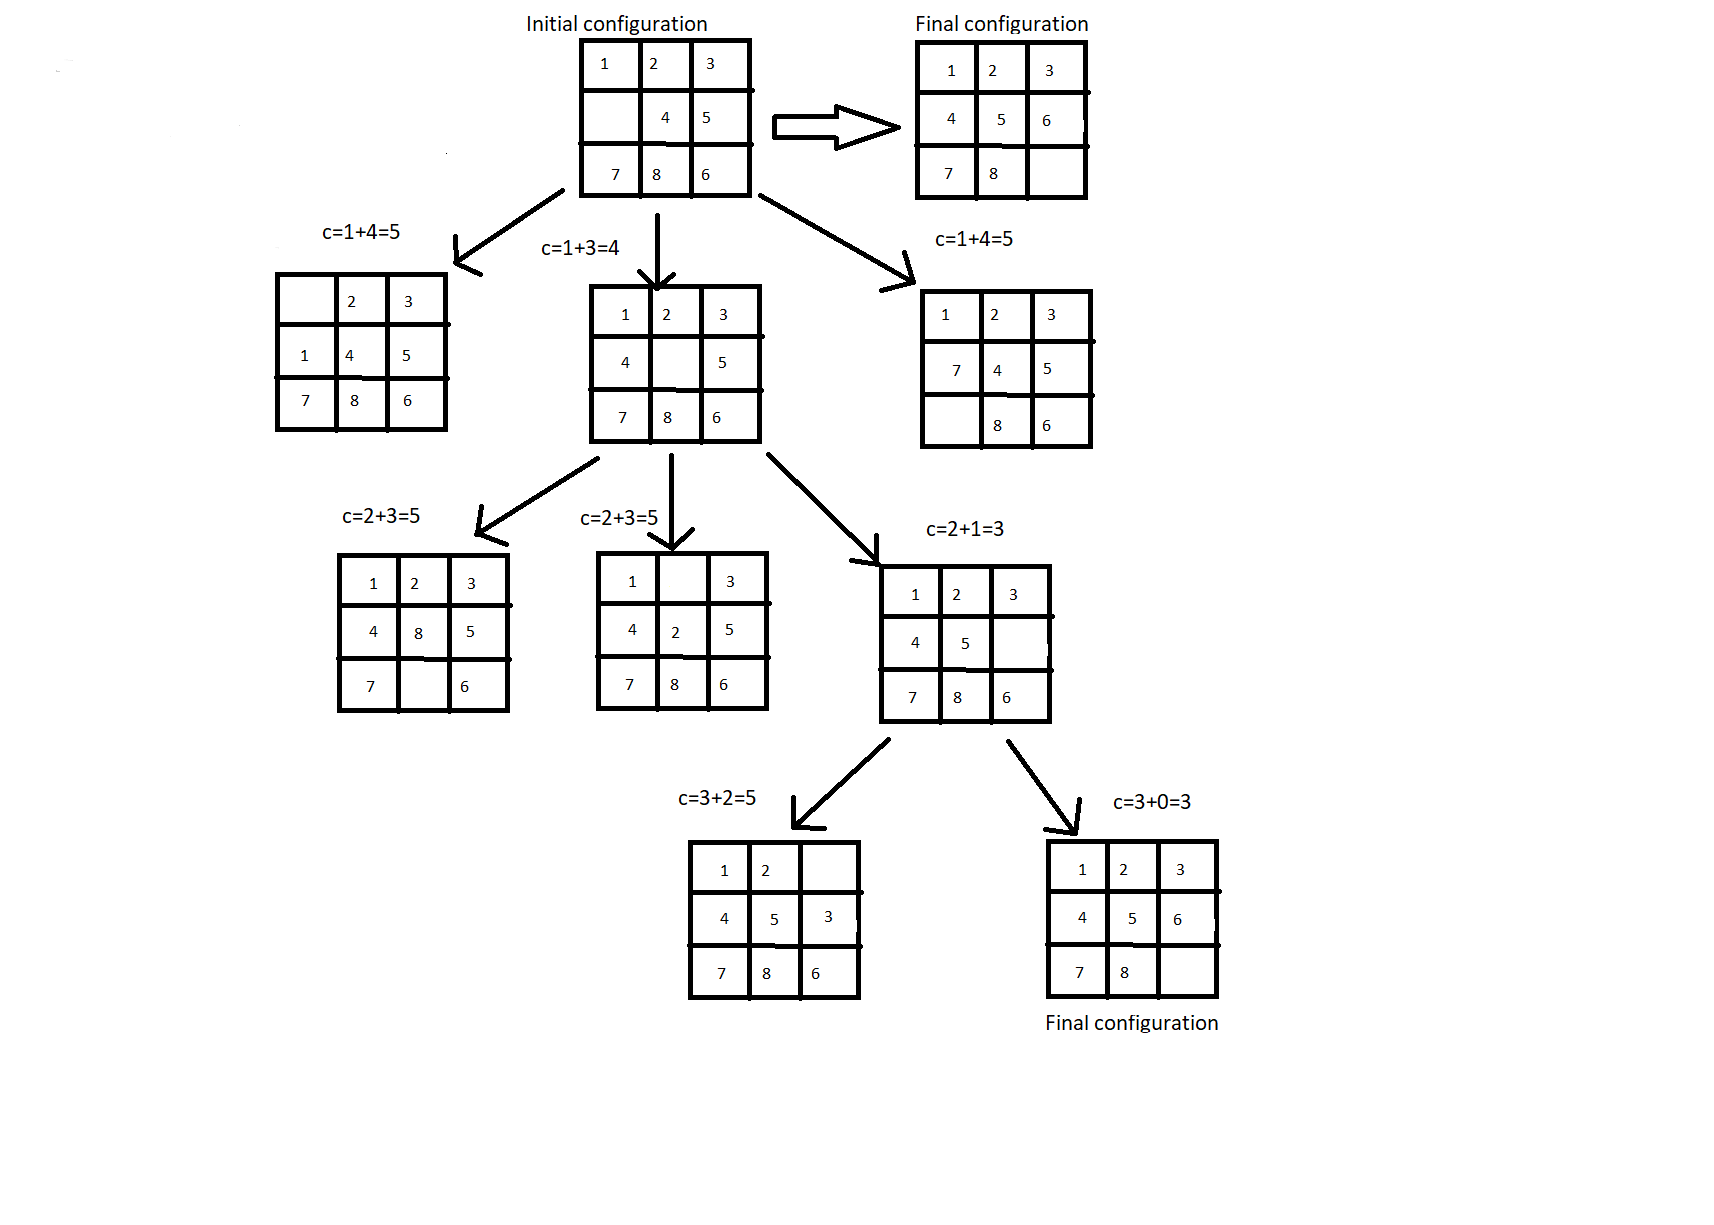 Initial configuration
Final configuration
1 2 3
4 5
7 8 6
1 2 3
4 5 6
7 8
c=1+4=5
c=1+3=4
c=1+4=5
2 3
1 4 5
7 8 6
1 2 3
4 5
7 8 6
1 2 3
7 4 5
8 6
c=2+3=5
c=2+3=5
c=2+1=3
1 2 3
4 8 5
7 6
1 3
4 2 5
7 8 6
1 2 3
4 5
7 8 6
c=3+2=5
c=3+0=3
1 2
4 5 3
7 8 6
1 2 3
4 5 6
7 8
Final configuration